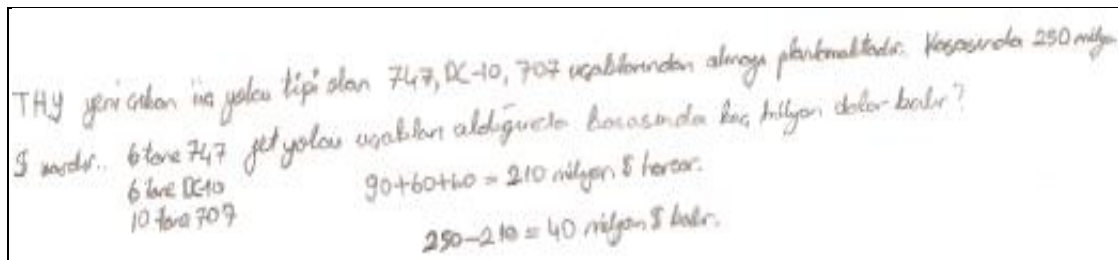 THY yeni çıkan üç yolcu tipi olan 747, DC-10, 707 uçaklarından almayı planlamaktadır. Kasasında 250 milyon
$ vardır.. 6 tane 747 jet yolcu uçakları aldığında kasasında kaç milyon dolar kalır?
6 tane DC10
10 tane 707
90+60+60 = 210 milyon $ harcar.
250-210 = 40 milyon $ kalır.